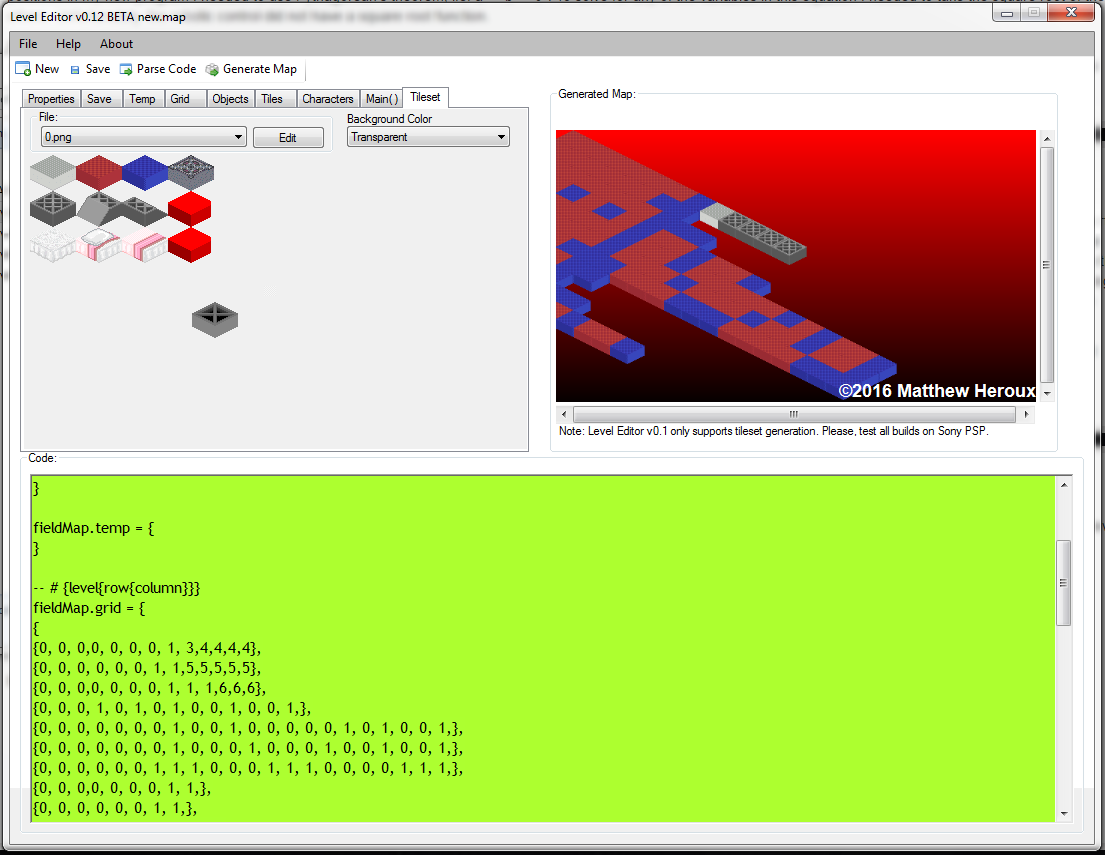 Level Editor v0.12 BETA new.map
File Help About
New Save Parse Code Generate Map
Properties Save Temp Grid Objects Tiles Characters Main() Tileset
File:
0.png Edit
Background Color
Transparent
Generated Map:
©2016 Matthew Heroux
Note: Level Editor v0.1 only supports tileset generation. Please, test all builds on Sony PSP.
Code:
}
fieldMap.temp = {
}
-- # {level{row{column}}}
fieldMap.grid = {
{
{0, 0, 0,0, 0, 0, 0, 1, 3,4,4,4,4},
{0, 0, 0, 0, 0, 0, 1, 1,5,5,5,5,5},
{0, 0, 0,0, 0, 0, 0, 1, 1, 1,6,6,6},
{0, 0, 0, 1, 0, 1, 0, 1, 0, 0, 1, 0, 0, 1,},
{0, 0, 0, 0, 0, 0, 0, 1, 0, 0, 1, 0, 0, 0, 0, 0, 1, 0, 1, 0, 0, 1,},
{0, 0, 0, 0, 0, 0, 0, 1, 0, 0, 0, 1, 0, 0, 0, 1, 0, 0, 1, 0, 0, 1,},
{0, 0, 0, 0, 0, 0, 1, 1, 1, 0, 0, 0, 1, 1, 1, 0, 0, 0, 0, 1, 1, 1,},
{0, 0, 0,0, 0, 0, 0, 1, 1,},
{0, 0, 0, 0, 0, 0, 1, 1,},